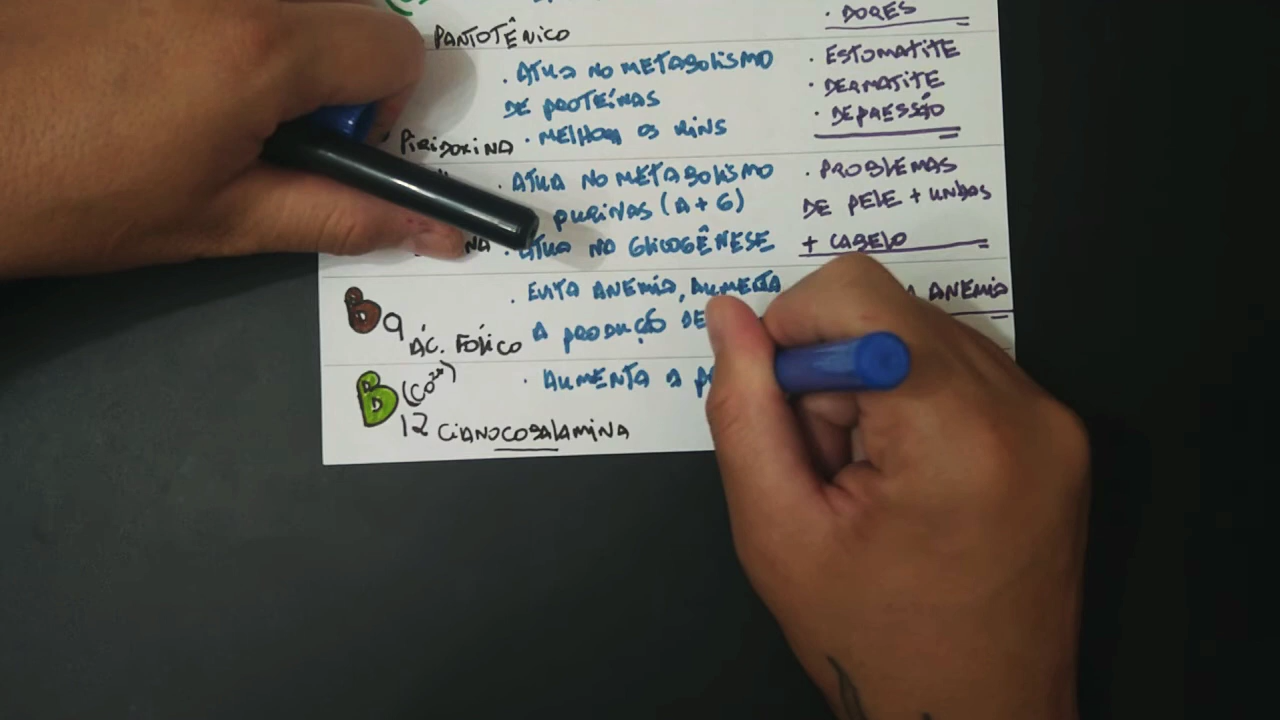 PANTOTÊNICO
. DORES
. ATUA NO METABOLISMO
DE PROTEÍNAS
PIRIDOXINA . MELHORA OS RINS
. ESTOMATITE
. DERMATITE
. DEPRESSÃO
. ATUA NO METABOLISMO
PURINAS (A + G)
NA . ATUA NA GLICOGÊNESE
. PROBLEMAS
DE PELE + UNHAS
+ CABELO
. EVITA ANEMIA, AUMENTA
B9 ÁC. FÓLICO A PRODUÇÃO DE
A ANEMIA
B12 (CO2+) . AUMENTA A P
CIANOCOBALAMINA